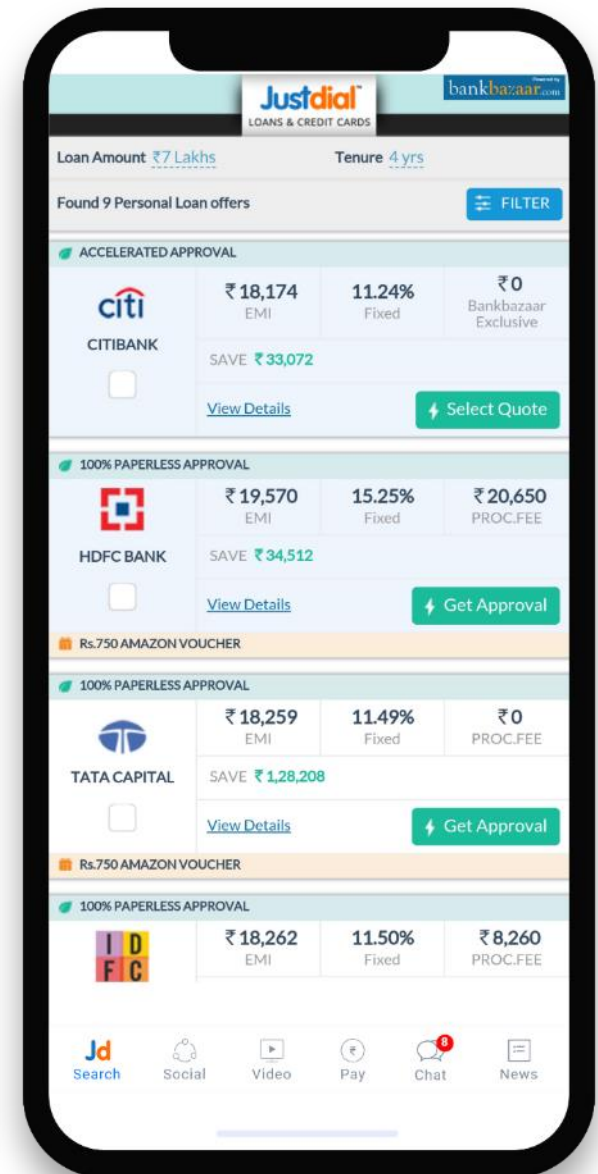 Justdial™
LOANS & CREDIT CARDS
Powered by
bankbazaar.com
Loan Amount ₹7 Lakhs Tenure 4 yrs
Found 9 Personal Loan offers FILTER
ACCELERATED APPROVAL
citi
CITIBANK
₹18,174 11.24% ₹0
EMI Fixed Bankbazaar
Exclusive
SAVE ₹33,072
View Details Select Quote
100% PAPERLESS APPROVAL
HDFC BANK
₹19,570 15.25% ₹20,650
EMI Fixed PROC.FEE
SAVE ₹34,512
View Details Get Approval
Rs.750 AMAZON VOUCHER
100% PAPERLESS APPROVAL
TATA CAPITAL
₹18,259 11.49% ₹0
EMI Fixed PROC.FEE
SAVE ₹1,28,208
View Details Get Approval
Rs.750 AMAZON VOUCHER
100% PAPERLESS APPROVAL
I D
F C
₹18,262 11.50% ₹8,260
EMI Fixed PROC.FEE
Jd 8
Search Social Video Pay Chat News